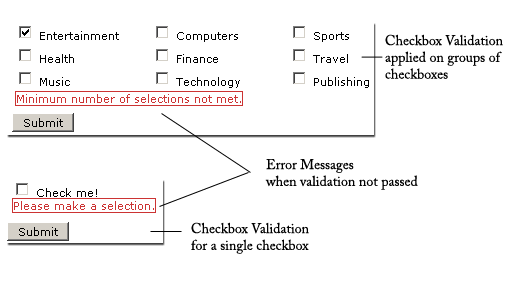 Entertainment Computers Sports
Health Finance Travel
Music Technology Publishing
Minimum number of selections not met.
Submit
Checkbox Validation
applied on groups of
checkboxes
Error Messages
when validation not passed
Check me!
Please make a selection.
Submit
Checkbox Validation
for a single checkbox